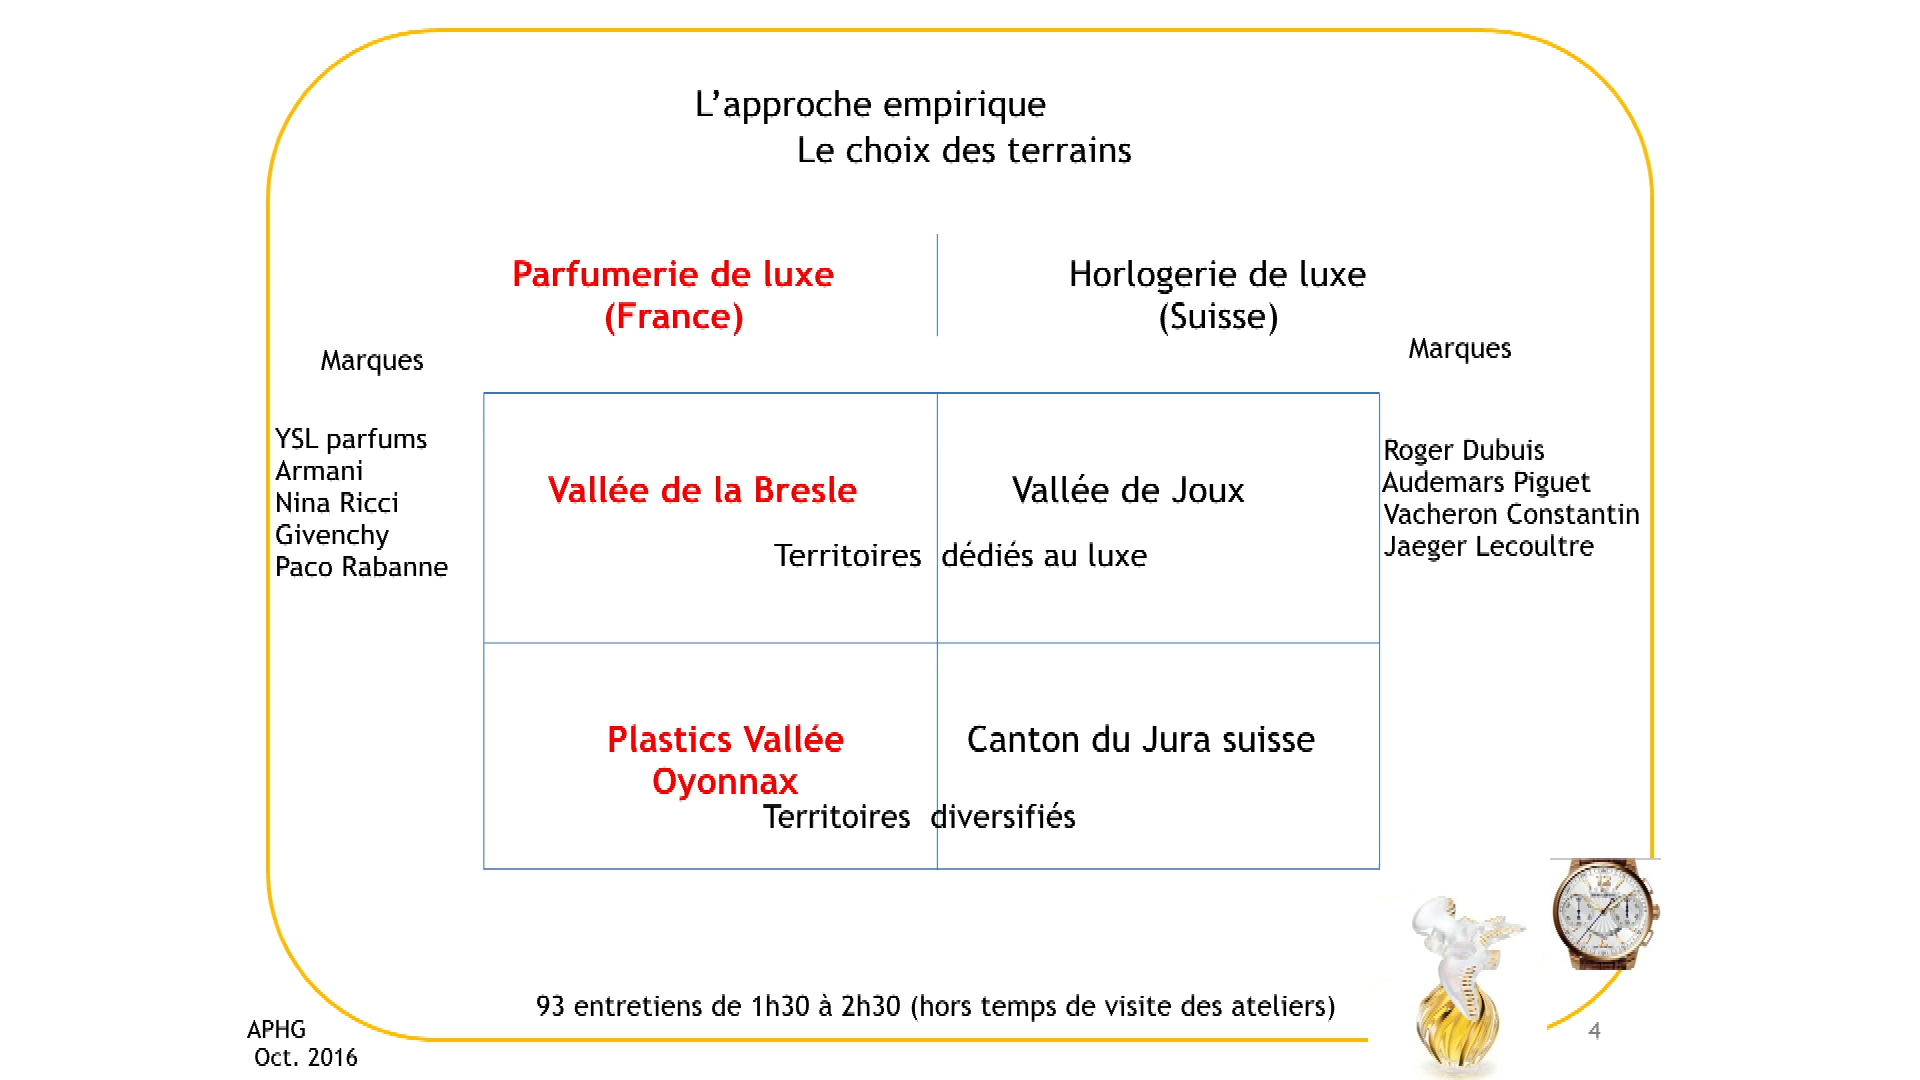 L’approche empirique
Le choix des terrains
Parfumerie de luxe
(France)
Horlogerie de luxe
(Suisse)
Marques
Marques
YSL parfums
Armani
Nina Ricci
Givenchy
Paco Rabanne
Vallée de la Bresle
Vallée de Joux
Territoires dédiés au luxe
Roger Dubuis
Audemars Piguet
Vacheron Constantin
Jaeger Lecoultre
Plastics Vallée
Oyonnax
Canton du Jura suisse
Territoires diversifiés
93 entretiens de 1h30 à 2h30 (hors temps de visite des ateliers)
APHG
Oct. 2016
4